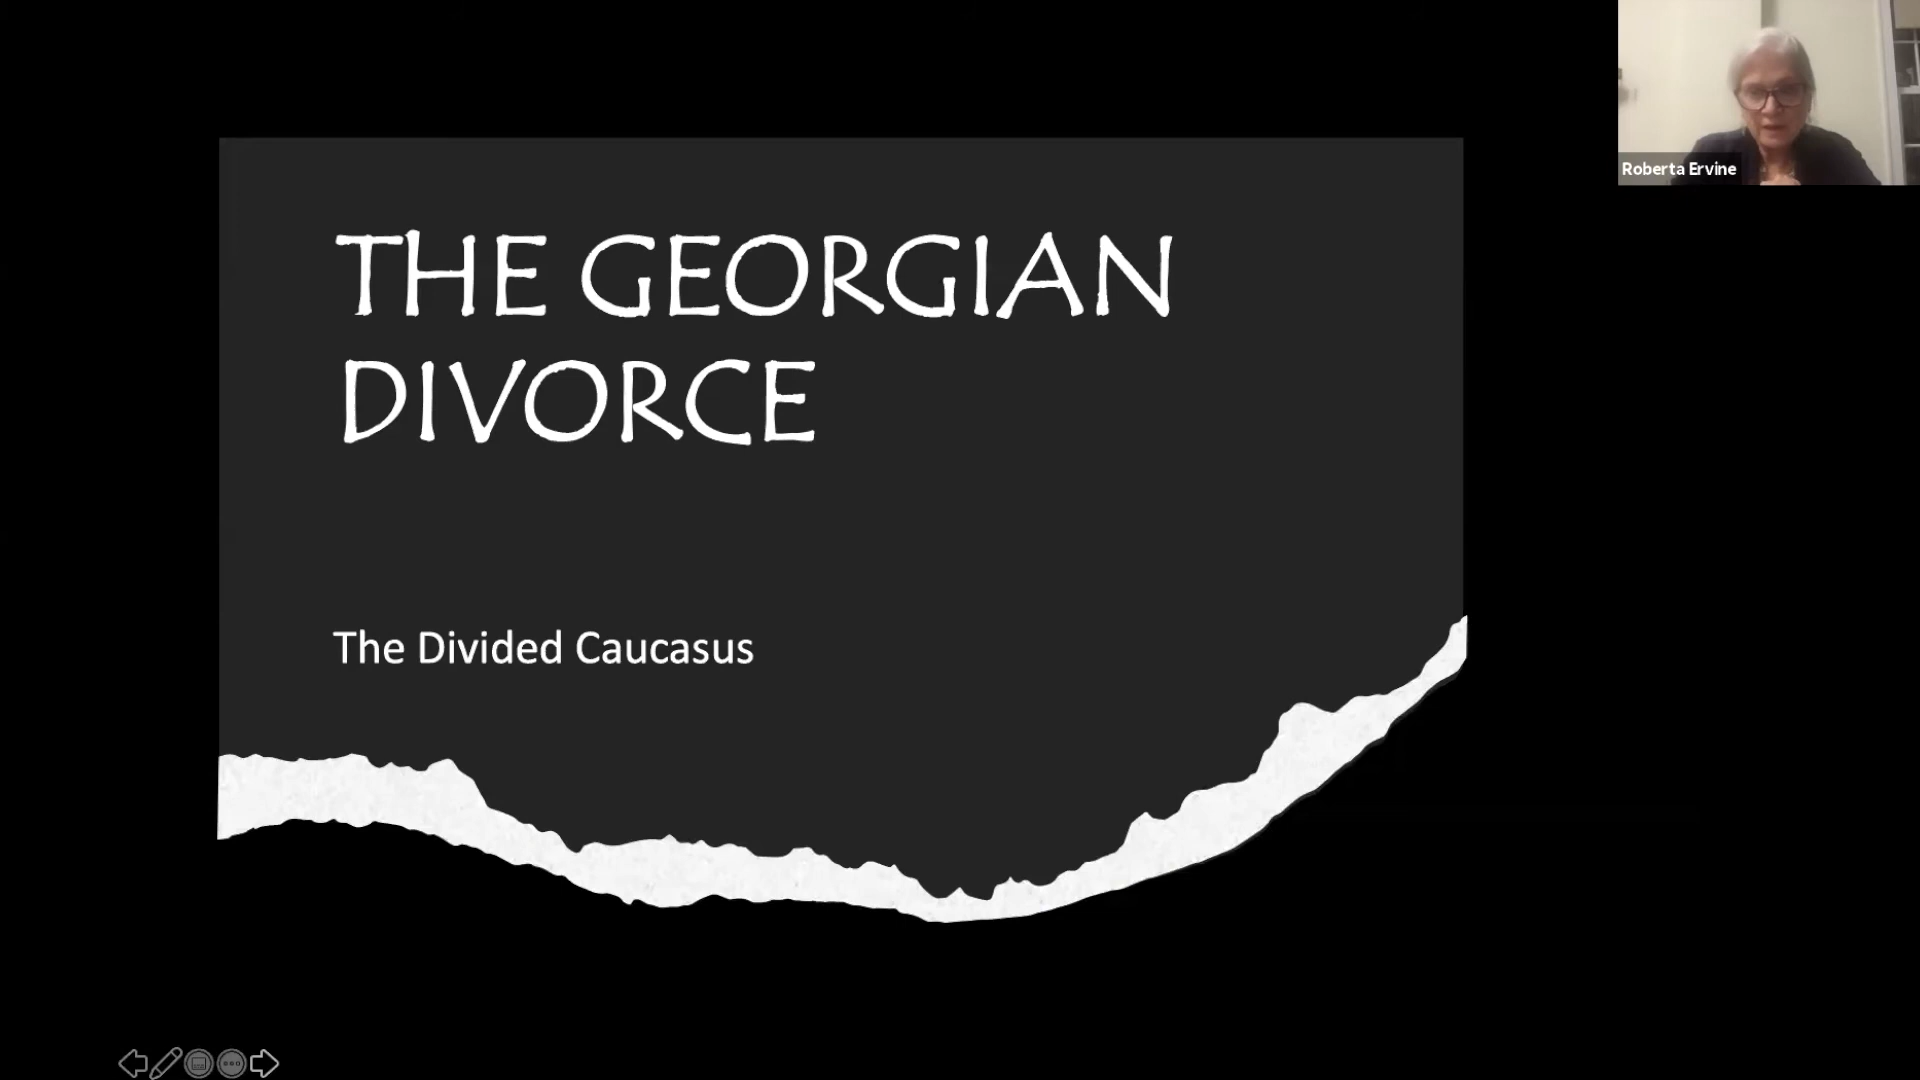 THE GEORGIAN
DIVORCE
The Divided Caucasus
Roberta Ervine